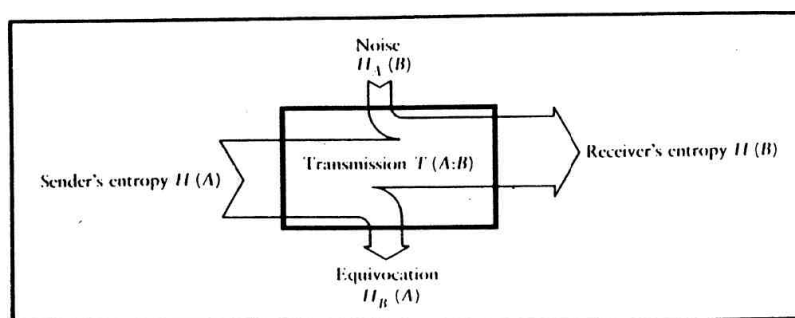 Noise
H_A (B)
Transmission T (A:B)
Receiver's entropy H (B)
Sender's entropy H (A)
Equivocation
H_B (A)